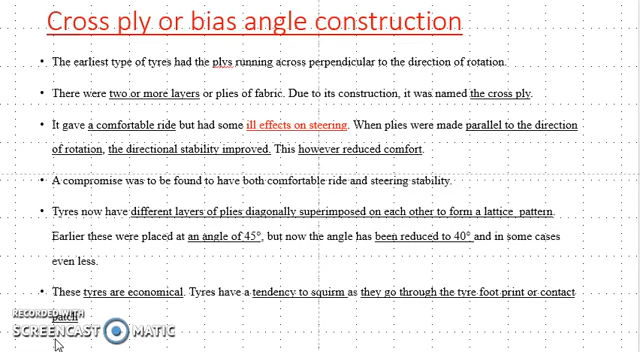 Cross ply or bias angle construction
• The earliest type of tyres had the plys running across perpendicular to the direction of rotation.
• There were two or more layers or plies of fabric. Due to its construction, it was named the cross ply.
• It gave a comfortable ride but had some ill effects on steering. When plies were made parallel to the direction
of rotation, the directional stability improved. This however reduced comfort.
• A compromise was to be found to have both comfortable ride and steering stability.
• Tyres now have different layers of plies diagonally superimposed on each other to form a lattice pattern.
Earlier these were placed at an angle of 45°, but now the angle has been reduced to 40° and in some cases
even less.
• These tyres are economical. Tyres have a tendency to squirm as they go through the tyre foot print or contact
patch
RECORDED WITH
SCREENCAST MATIC